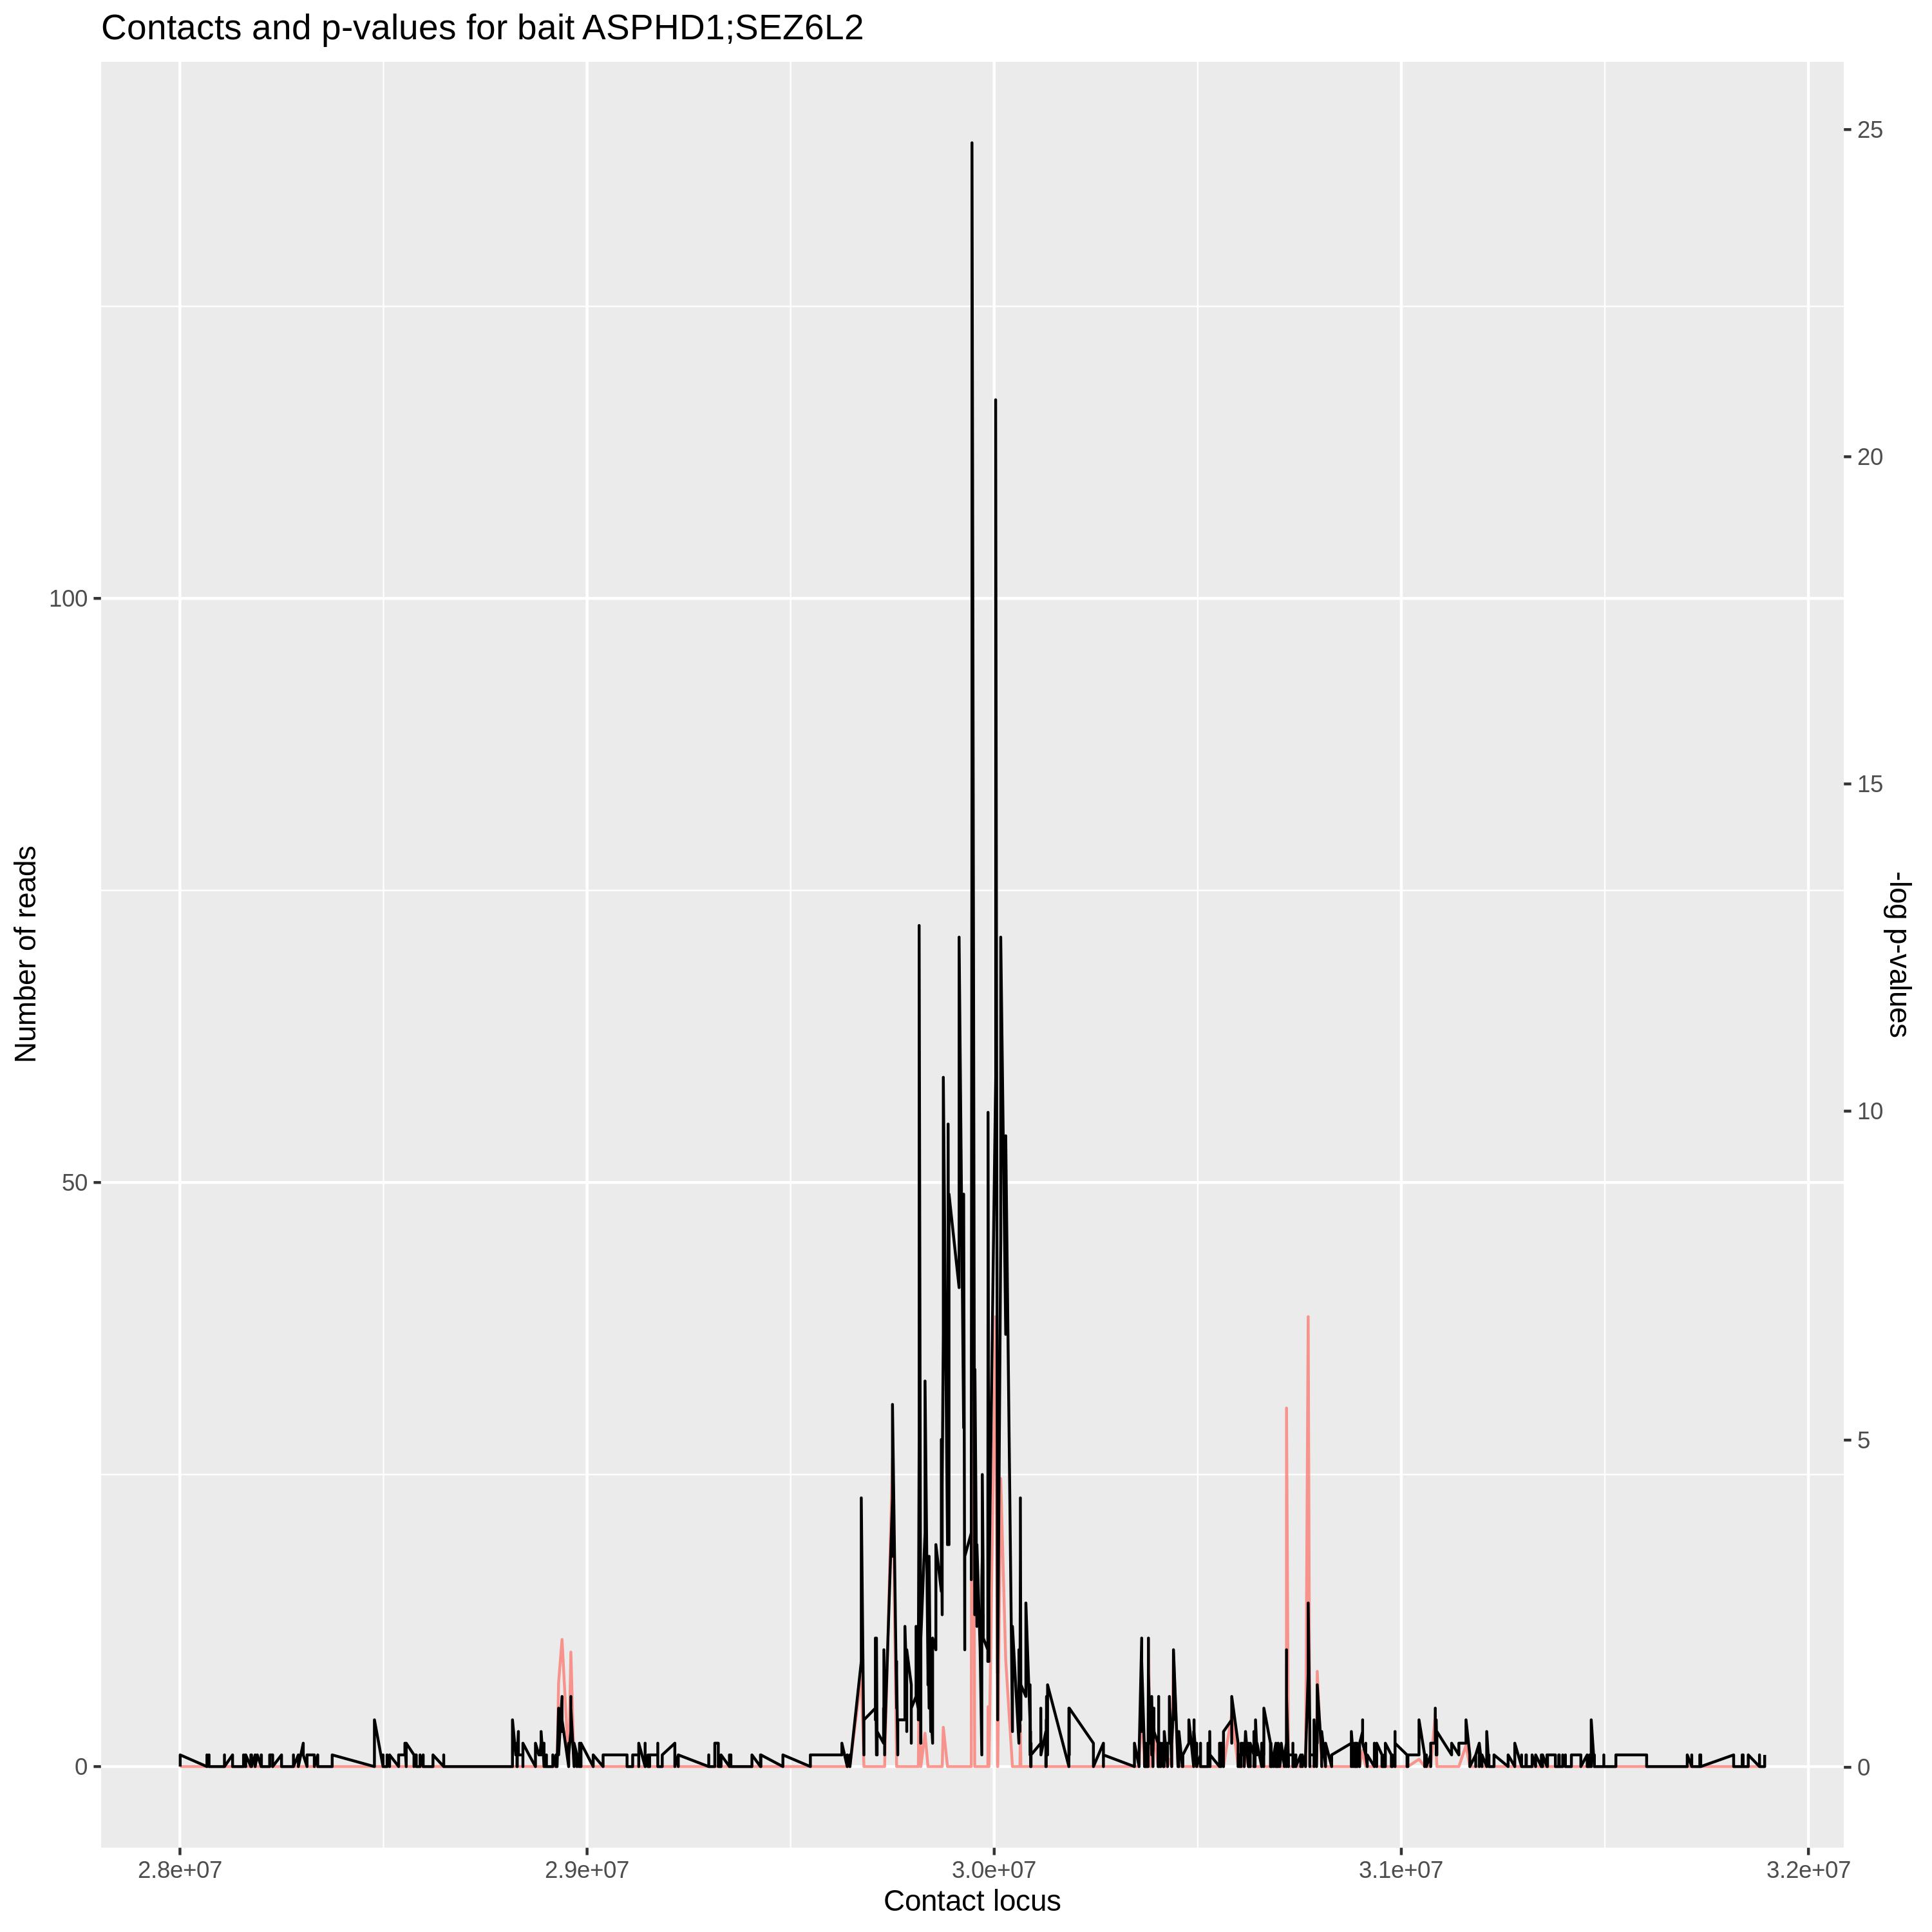 Contacts and p-values for bait ASPHD1;SEZ6L2
Number of reads
100
50
0
25
20
15
10
5
0
-log p-values
2.8e+07
2.9e+07
3.0e+07
3.1e+07
3.2e+07
Contact locus